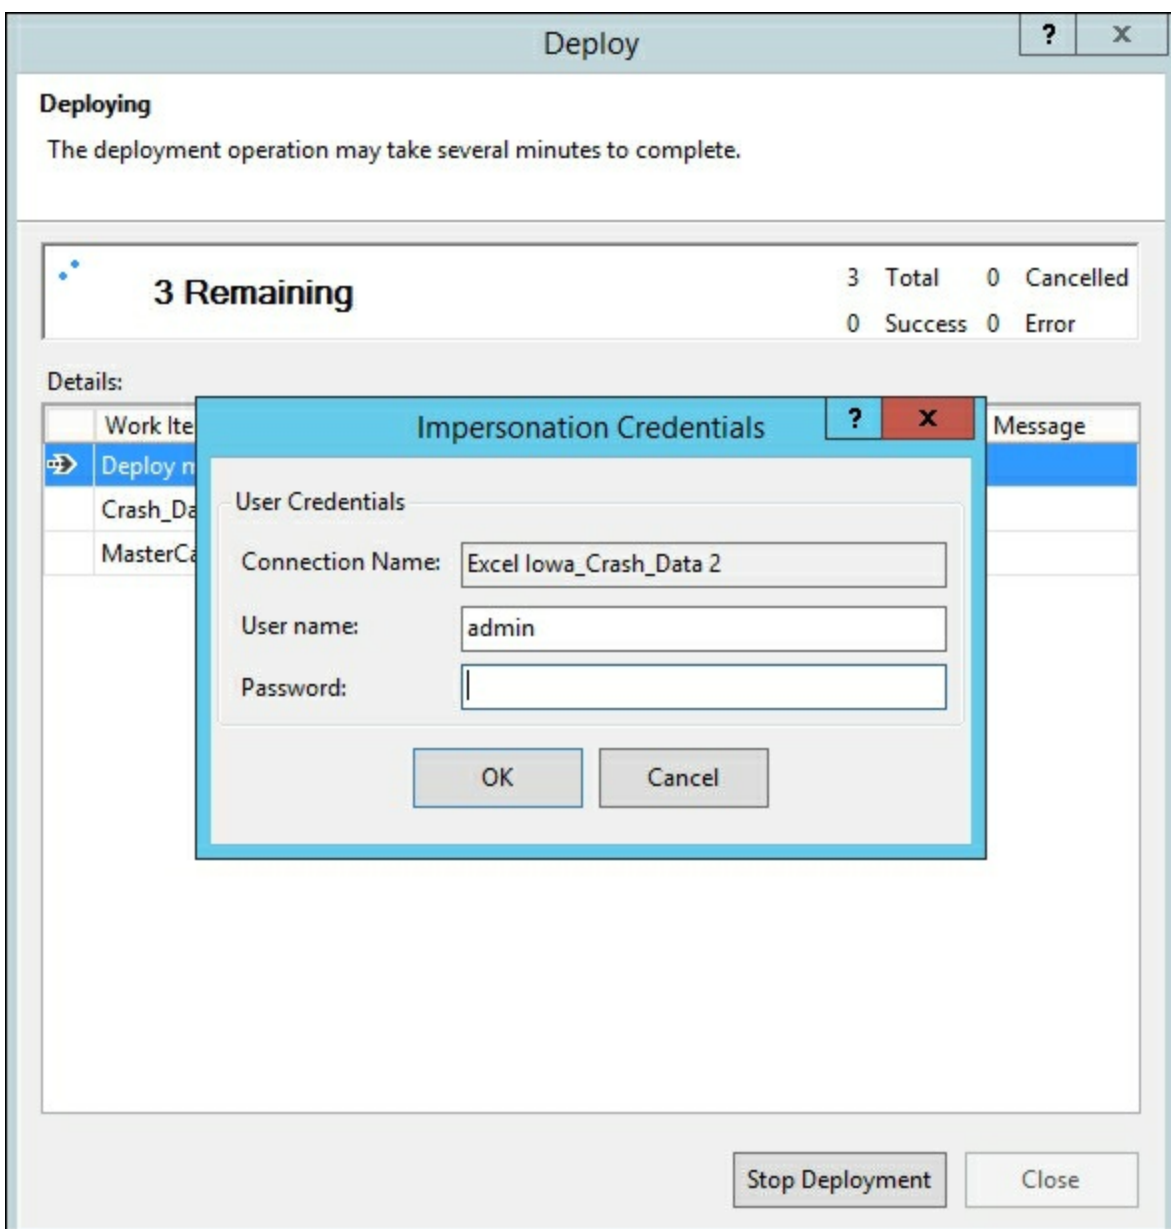 Deploy
? X
Deploying
The deployment operation may take several minutes to complete.
3 Remaining
3 Total 0 Cancelled
0 Success 0 Error
Details:
Work Ite
Message
Deploy
Crash_Da
MasterCa
Impersonation Credentials
? X
User Credentials
Connection Name: Excel Iowa_Crash_Data 2
User name: admin
Password:
OK Cancel
Stop Deployment Close